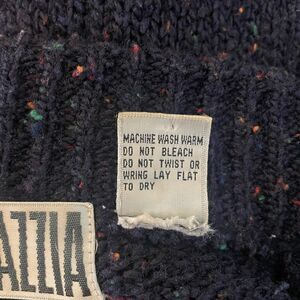 MACHINE WASH WARM
DO NOT BLEACH
DO NOT TWIST OR
WRING LAY FLAT
TO DRY
AZZIA